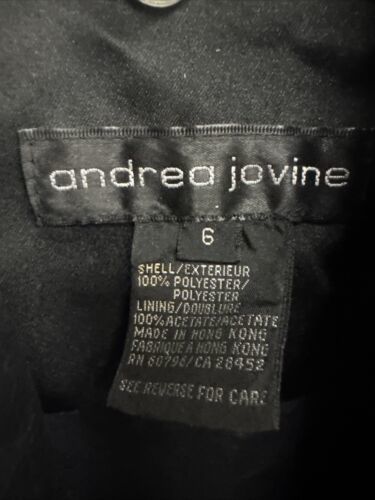 andrea jovine
6
SHELL/EXTERIEUR
100% POLYESTER/
POLYESTER
LINING/DOUBLURE
100% ACETATE/ACETATE
MADE IN HONG KONG
FABRIQUE A HONG KONG
RN 60796/CA 28452
SEE REVERSE FOR CARE